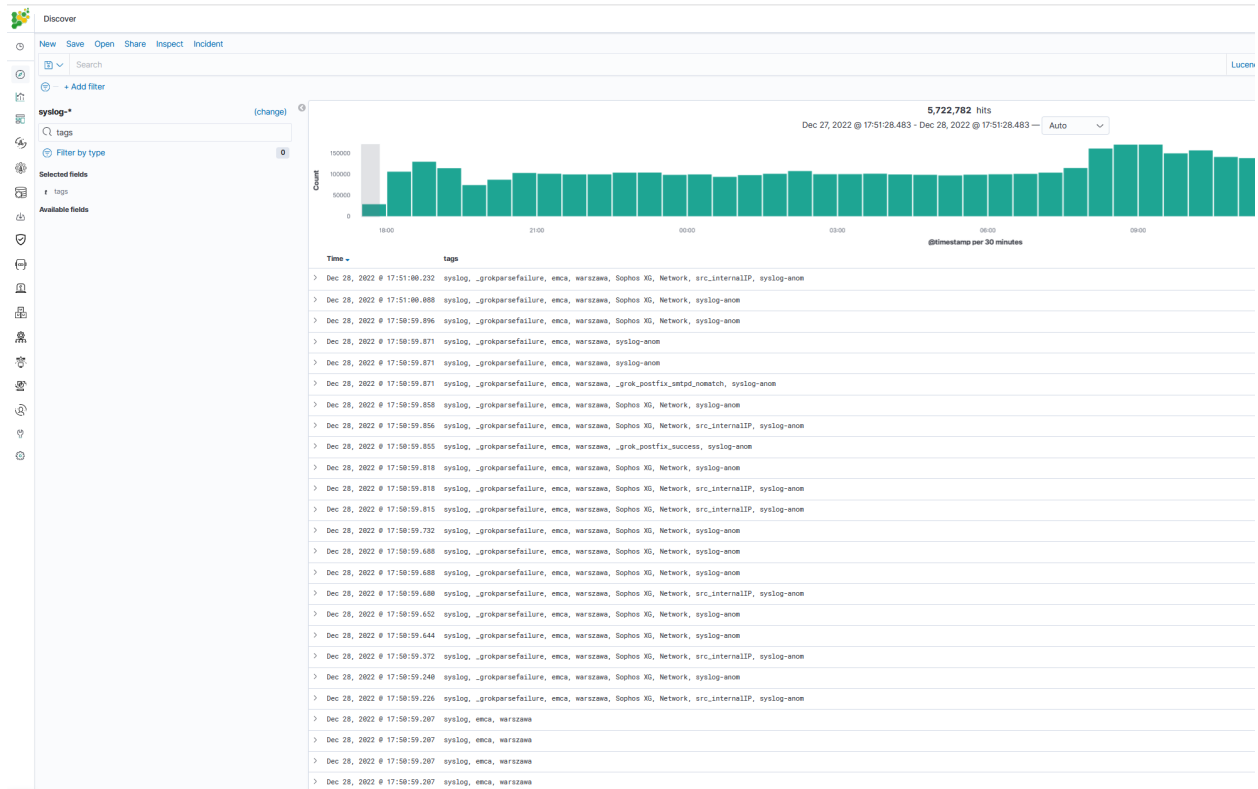 Discover
New Save Open Share Inspect Incident
Search
Lucen
+ Add filter
syslog-* (change)
tags
Filter by type 0
Selected fields
t tags
Available fields
5,722,782 hits
Dec 27, 2022 @ 17:51:28.483 - Dec 28, 2022 @ 17:51:28.483 — Auto
Count
150000
100000
50000
0
18:00 21:00 00:00 03:00 06:00 09:00
@timestamp per 30 minutes
Time tags
Dec 28, 2022 @ 17:51:00.232 syslog, _grokparsefailure, emca, warszawa, Sophos XG, Network, src_internalIP, syslog-anom
Dec 28, 2022 @ 17:51:00.088 syslog, _grokparsefailure, emca, warszawa, Sophos XG, Network, syslog-anom
Dec 28, 2022 @ 17:50:59.896 syslog, _grokparsefailure, emca, warszawa, Sophos XG, Network, syslog-anom
Dec 28, 2022 @ 17:50:59.871 syslog, _grokparsefailure, emca, warszawa, syslog-anom
Dec 28, 2022 @ 17:50:59.871 syslog, _grokparsefailure, emca, warszawa, syslog-anom
Dec 28, 2022 @ 17:50:59.871 syslog, _grokparsefailure, emca, warszawa, _grok_postfix_smtpd_nomatch, syslog-anom
Dec 28, 2022 @ 17:50:59.858 syslog, _grokparsefailure, emca, warszawa, Sophos XG, Network, syslog-anom
Dec 28, 2022 @ 17:50:59.856 syslog, _grokparsefailure, emca, warszawa, Sophos XG, Network, src_internalIP, syslog-anom
Dec 28, 2022 @ 17:50:59.855 syslog, _grokparsefailure, emca, warszawa, _grok_postfix_success, syslog-anom
Dec 28, 2022 @ 17:50:59.818 syslog, _grokparsefailure, emca, warszawa, Sophos XG, Network, syslog-anom
Dec 28, 2022 @ 17:50:59.818 syslog, _grokparsefailure, emca, warszawa, Sophos XG, Network, src_internalIP, syslog-anom
Dec 28, 2022 @ 17:50:59.815 syslog, _grokparsefailure, emca, warszawa, Sophos XG, Network, src_internalIP, syslog-anom
Dec 28, 2022 @ 17:50:59.732 syslog, _grokparsefailure, emca, warszawa, Sophos XG, Network, syslog-anom
Dec 28, 2022 @ 17:50:59.688 syslog, _grokparsefailure, emca, warszawa, Sophos XG, Network, syslog-anom
Dec 28, 2022 @ 17:50:59.688 syslog, _grokparsefailure, emca, warszawa, Sophos XG, Network, syslog-anom
Dec 28, 2022 @ 17:50:59.680 syslog, _grokparsefailure, emca, warszawa, Sophos XG, Network, src_internalIP, syslog-anom
Dec 28, 2022 @ 17:50:59.652 syslog, _grokparsefailure, emca, warszawa, Sophos XG, Network, syslog-anom
Dec 28, 2022 @ 17:50:59.644 syslog, _grokparsefailure, emca, warszawa, Sophos XG, Network, syslog-anom
Dec 28, 2022 @ 17:50:59.372 syslog, _grokparsefailure, emca, warszawa, Sophos XG, Network, src_internalIP, syslog-anom
Dec 28, 2022 @ 17:50:59.240 syslog, _grokparsefailure, emca, warszawa, Sophos XG, Network, syslog-anom
Dec 28, 2022 @ 17:50:59.226 syslog, _grokparsefailure, emca, warszawa, Sophos XG, Network, src_internalIP, syslog-anom
Dec 28, 2022 @ 17:50:59.207 syslog, emca, warszawa
Dec 28, 2022 @ 17:50:59.207 syslog, emca, warszawa
Dec 28, 2022 @ 17:50:59.207 syslog, emca, warszawa
Dec 28, 2022 @ 17:50:59.207 syslog, emca, warszawa